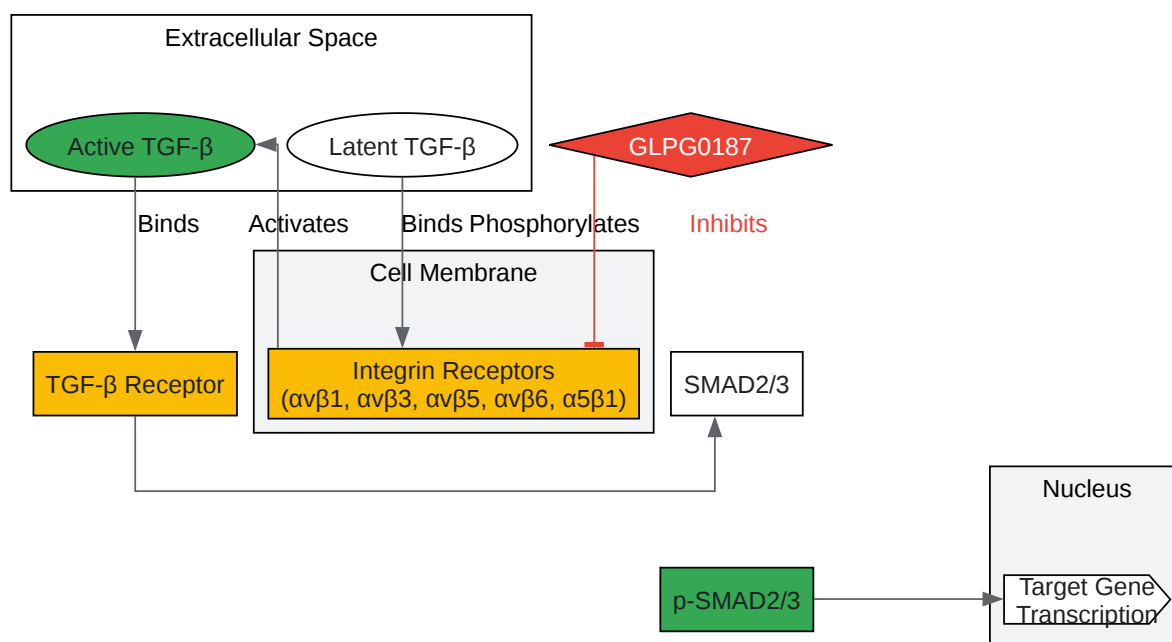 Extracellular Space
Active TGF-β
Latent TGF-β
GLPG0187
Binds
Activates
Binds
Phosphorylates
Inhibits
Cell Membrane
TGF-β Receptor
Integrin Receptors
(αvβ1, αvβ3, αvβ5, αvβ6, α5β1)
SMAD2/3
Nucleus
p-SMAD2/3
Target Gene
Transcription